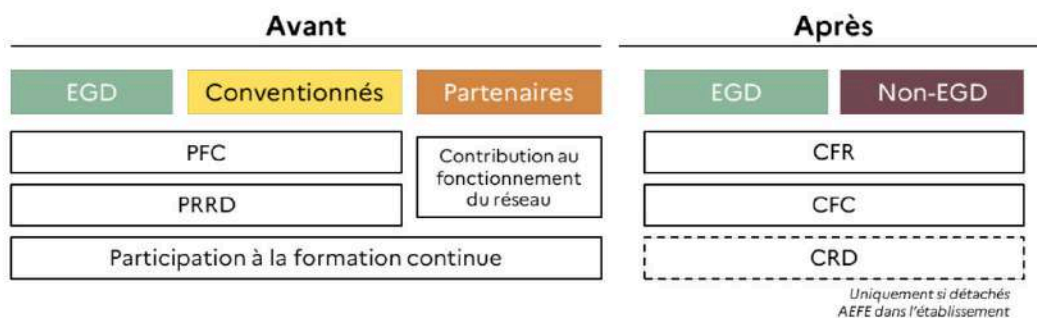 Avant
EGD
Conventionnés
Partenaires
PFC
PRRD
Contribution au
fonctionnement
du réseau
Participation à la formation continue
Après
EGD
Non-EGD
CFR
CFC
CRD
Uniquement si détachés
AEFE dans l'établissement